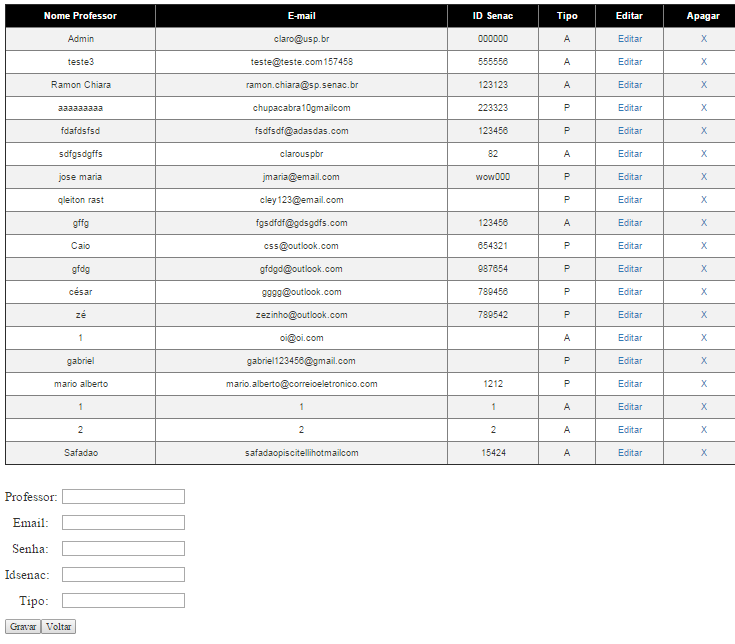 Nome Professor E-mail ID Senac Tipo Editar Apagar
Admin claro@usp.br 000000 A Editar X
teste3 teste@teste.com157458 555556 A Editar X
Ramon Chiara ramon.chiara@sp.senac.br 123123 A Editar X
aaaaaaaaa chupacabra10gmailcom 223323 P Editar X
fdafdsfsd fsdfsdf@adasdas.com 123456 P Editar X
sdfgsdgffs clarouspbr 82 A Editar X
jose maria jmaria@email.com wow000 P Editar X
qleiton rast cley123@email.com P Editar X
gffg fgsdfdf@gdsgdfs.com 123456 A Editar X
Caio css@outlook.com 654321 P Editar X
gfdg gfdgd@outlook.com 987654 P Editar X
césar gggg@outlook.com 789456 P Editar X
zé zezinho@outlook.com 789542 P Editar X
1 oi@oi.com A Editar X
gabriel gabriel123456@gmail.com P Editar X
mario alberto mario.alberto@correioeletronico.com 1212 P Editar X
1 1 1 A Editar X
2 2 2 A Editar X
Safadao safadaopiscitellihotmailcom 15424 A Editar X
Professor:
Email:
Senha:
Idsenac:
Tipo:
Gravar Voltar